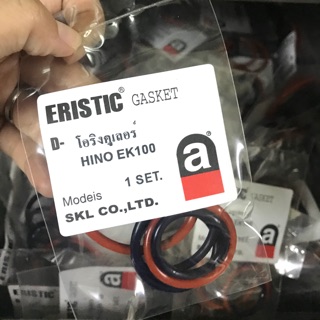 ERISTIC® GASKET
D- โอริงคูเลอร์
HINO EK100
1 SET.
Modeis
SKL CO.,LTD.
a
ERISTIC